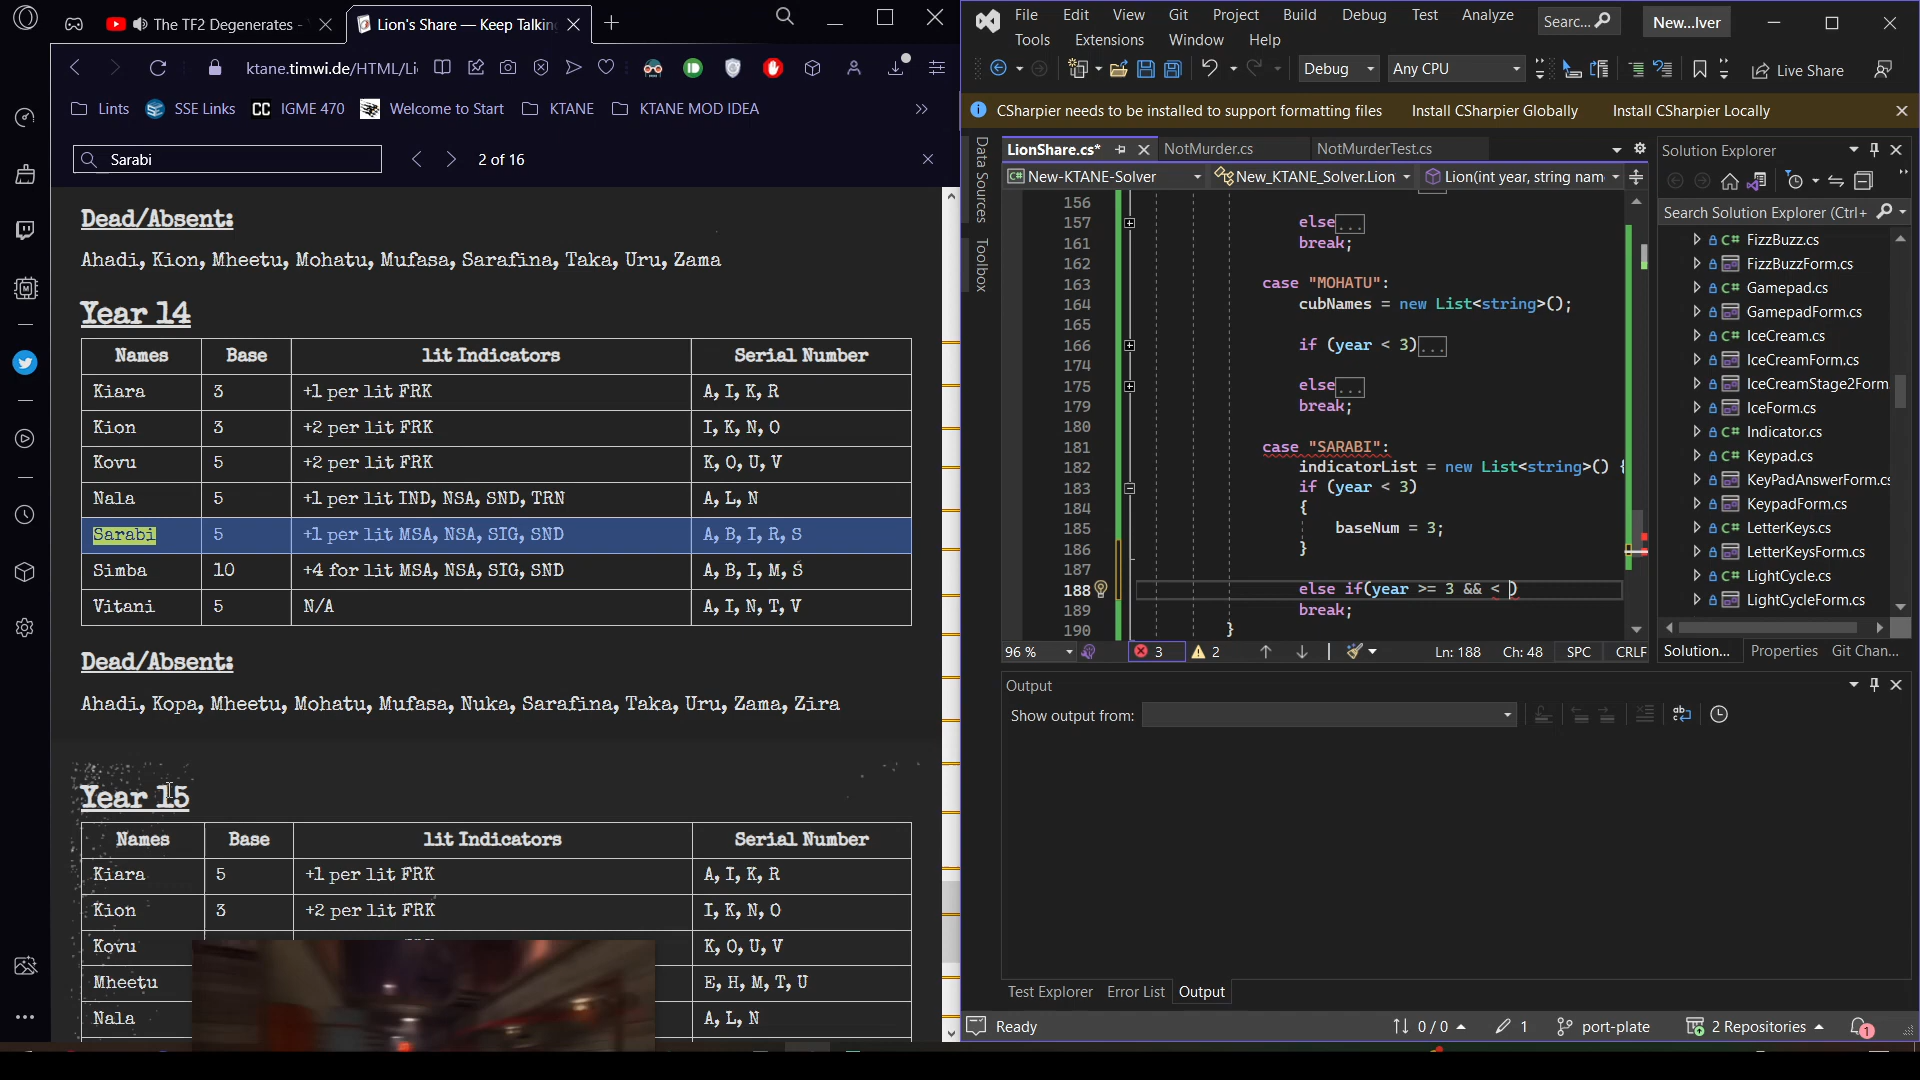 The TF2 Degenerates -
Lion's Share — Keep Talking
ktane.timwi.de/HTML/Li
Lints
SSE Links
CC IGME 470
Welcome to Start
KTANE
KTANE MOD IDEA
Sarabi
2 of 16
Dead/Absent:
Ahadi, Kion, Mheetu, Mohatu, Mufasa, Sarafina, Taka, Uru, Zama
Year 14
Names Base lit Indicators Serial Number
Kiara 3 +1 per lit FRK A, I, K, R
Kion 3 +2 per lit FRK I, K, N, O
Kovu 5 +2 per lit FRK K, O, U, V
Nala 5 +1 per lit IND, NSA, SND, TRN A, L, N
Sarabi 5 +1 per lit MSA, NSA, SIG, SND A, B, I, R, S
Simba 10 +4 for lit MSA, NSA, SIG, SND A, B, I, M, S
Vitani 5 N/A A, I, N, T, V
Dead/Absent:
Ahadi, Kopa, Mheetu, Mohatu, Mufasa, Nuka, Sarafina, Taka, Uru, Zama, Zira
Year 15
Names Base lit Indicators Serial Number
Kiara 5 +1 per lit FRK A, I, K, R
Kion 3 +2 per lit FRK I, K, N, O
Kovu K, O, U, V
Mheetu E, H, M, T, U
Nala A, L, N
File Edit View Git Project Build Debug Test Analyze
Tools Extensions Window Help
Searc...
New...lver
Debug
Any CPU
Live Share
CSharpier needs to be installed to support formatting files Install CSharpier Globally Install CSharpier Locally
Data Sources
Toolbox
LionShare.cs* NotMurder.cs NotMurderTest.cs
New-KTANE-Solver New_KTANE_Solver.Lion Lion(int year, string nam
156
157 else...
161 break;
162
163 case "MOHATU":
164 cubNames = new List<string>();
165
166 if (year < 3)...
174
175 else...
179 break;
180
181 case "SARABI":
182 indicatorList = new List<string>() {
183 if (year < 3)
184 {
185 baseNum = 3;
186 }
187
188 else if(year >= 3 && < )
189 break;
190 }
96 % 3 2 Ln: 188 Ch: 48 SPC CRLF
Solution Explorer
Search Solution Explorer (Ctrl+
C# FizzBuzz.cs
FizzBuzzForm.cs
C# Gamepad.cs
GamepadForm.cs
C# IceCream.cs
IceCreamForm.cs
IceCreamStage2Form.
IceForm.cs
C# Indicator.cs
C# Keypad.cs
KeyPadAnswerForm.cs
KeypadForm.cs
C# LetterKeys.cs
LetterKeysForm.cs
C# LightCycle.cs
LightCycleForm.cs
Solution... Properties Git Chan...
Output
Show output from:
Test Explorer Error List Output
Ready 0 / 0 1 port-plate 2 Repositories 1